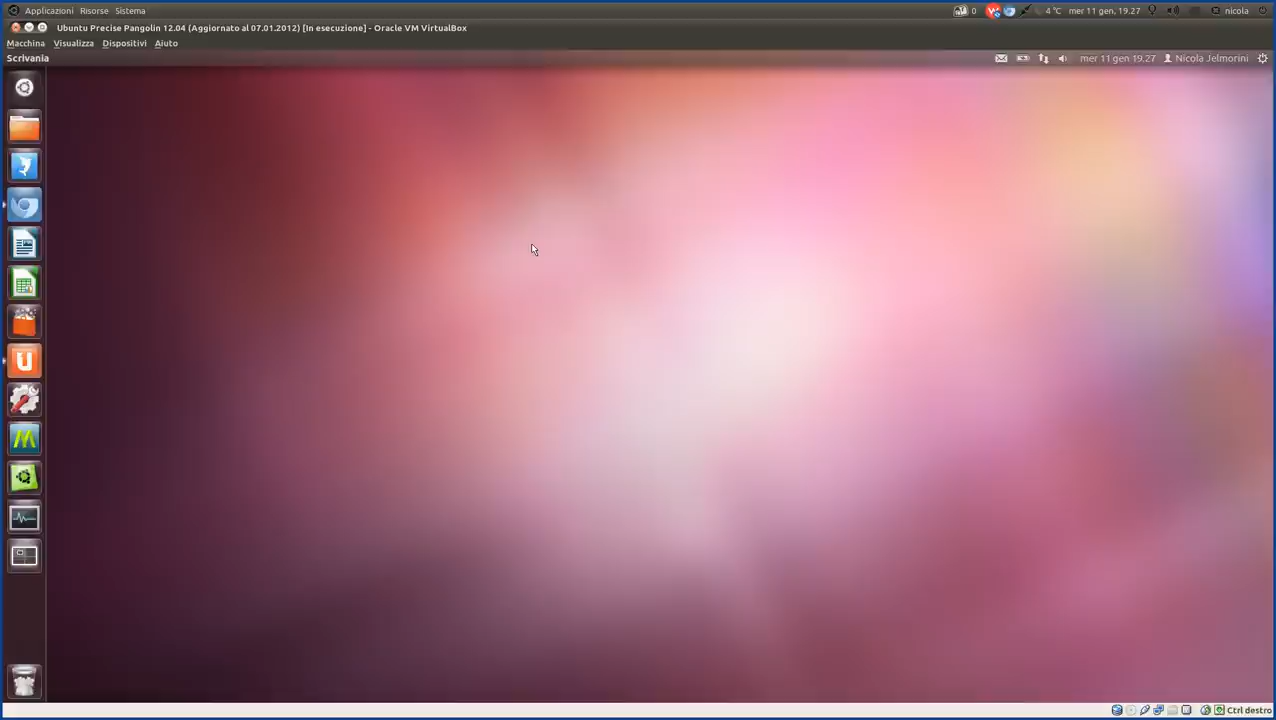 Applicazioni Risorse Sistema 0 4 °C mer 11 gen, 19.27 nicola
Ubuntu Precise Pangolin 12.04 (Aggiornato al 07.01.2012) [In esecuzione] - Oracle VM VirtualBox
Macchina Visualizza Dispositivi Aiuto
Scrivania mer 11 gen 19.27 Nicola Jelmorini
Ctrl destro